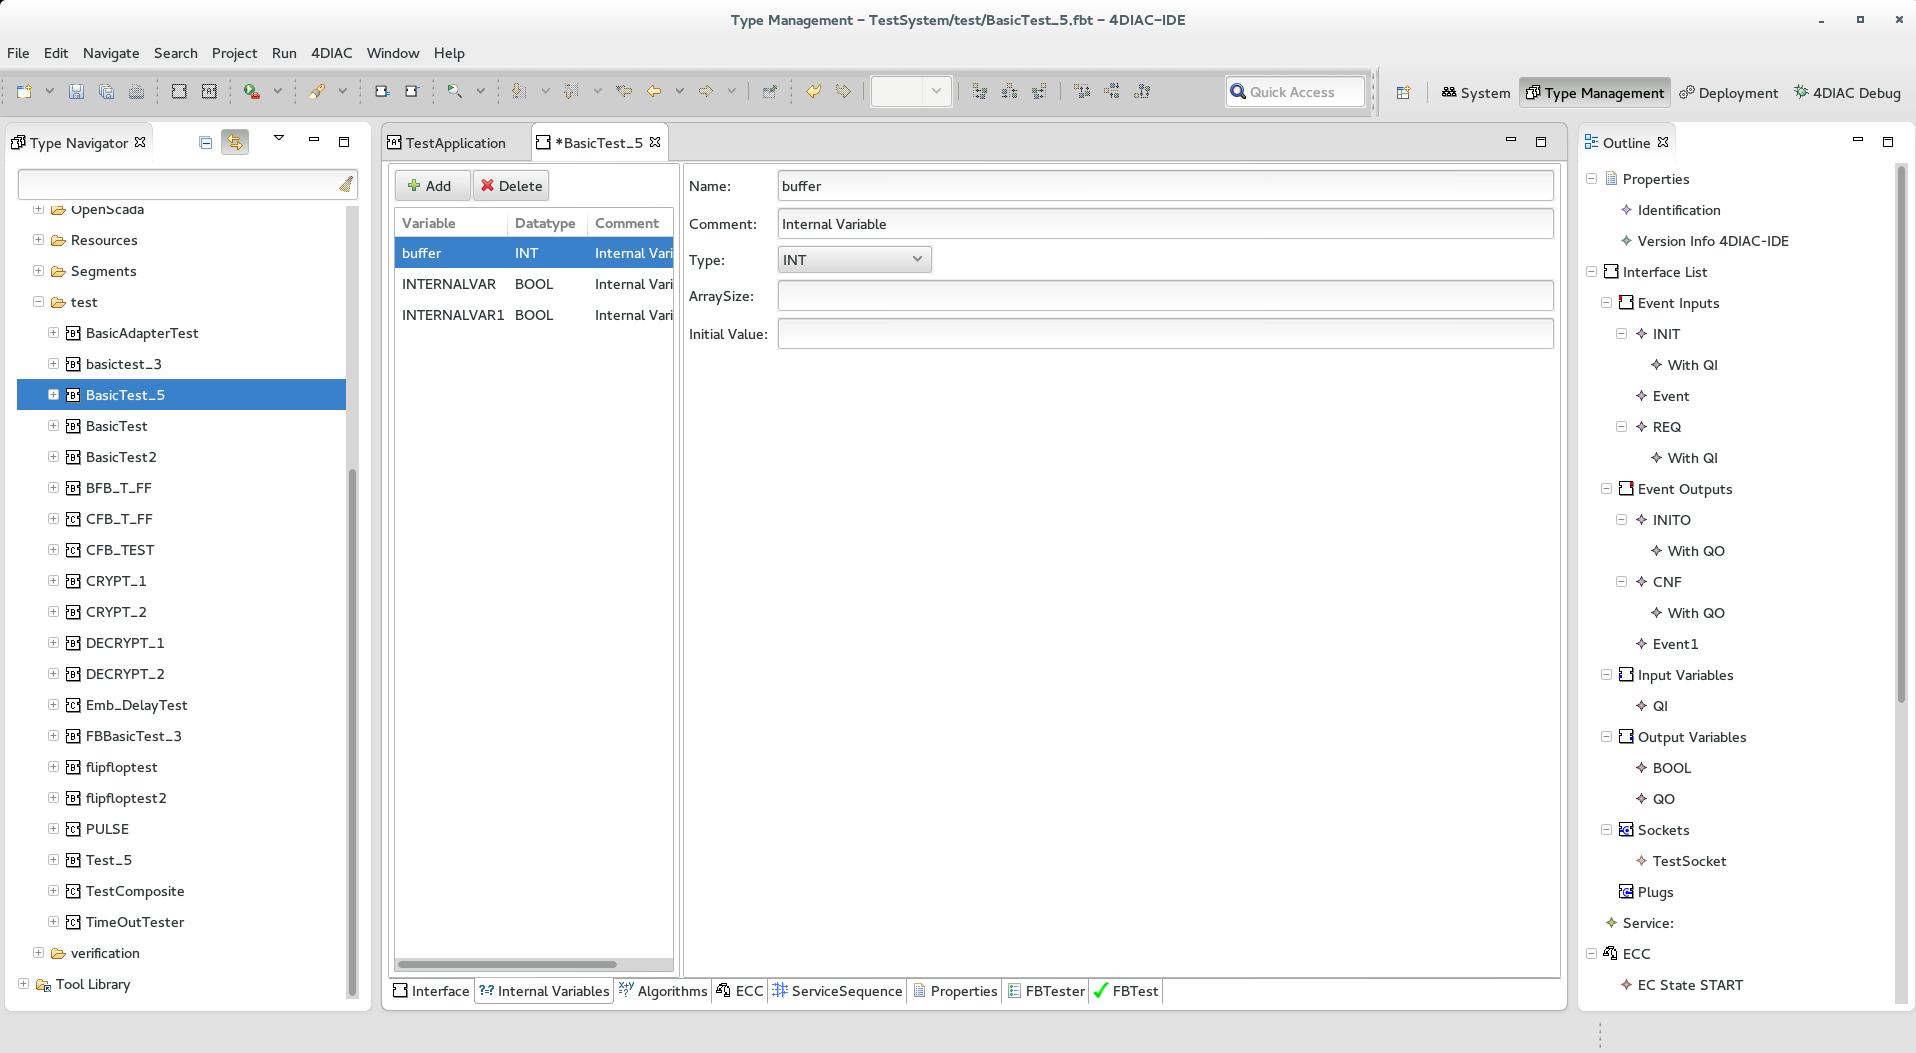 Type Management – TestSystem/test/BasicTest_5.fbt – 4DIAC-IDE
File Edit Navigate Search Project Run 4DIAC Window Help
Quick Access
System
Type Management
Deployment
4DIAC Debug
Type Navigator
OpenScada
Resources
Segments
test
BasicAdapterTest
basictest_3
BasicTest_5
BasicTest
BasicTest2
BFB_T_FF
CFB_T_FF
CFB_TEST
CRYPT_1
CRYPT_2
DECRYPT_1
DECRYPT_2
Emb_DelayTest
FBBasicTest_3
flipfloptest
flipfloptest2
PULSE
Test_5
TestComposite
TimeOutTester
verification
Tool Library
TestApplication
*BasicTest_5
Add
Delete
Variable Datatype Comment
buffer INT Internal Vari
INTERNALVAR BOOL Internal Vari
INTERNALVAR1 BOOL Internal Vari
Name: buffer
Comment: Internal Variable
Type: INT
ArraySize:
Initial Value:
Interface
Internal Variables
Algorithms
ECC
ServiceSequence
Properties
FBTester
FBTest
Outline
Properties
Identification
Version Info 4DIAC-IDE
Interface List
Event Inputs
INIT
With QI
Event
REQ
With QI
Event Outputs
INITO
With QO
CNF
With QO
Event1
Input Variables
QI
Output Variables
BOOL
QO
Sockets
TestSocket
Plugs
Service:
ECC
EC State START